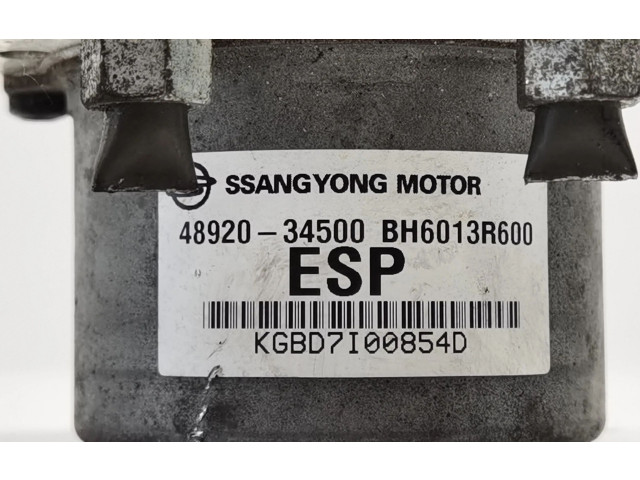 SSANGYONG MOTOR
48920-34500 BH6013R600
ESP
KGBD7I00854D